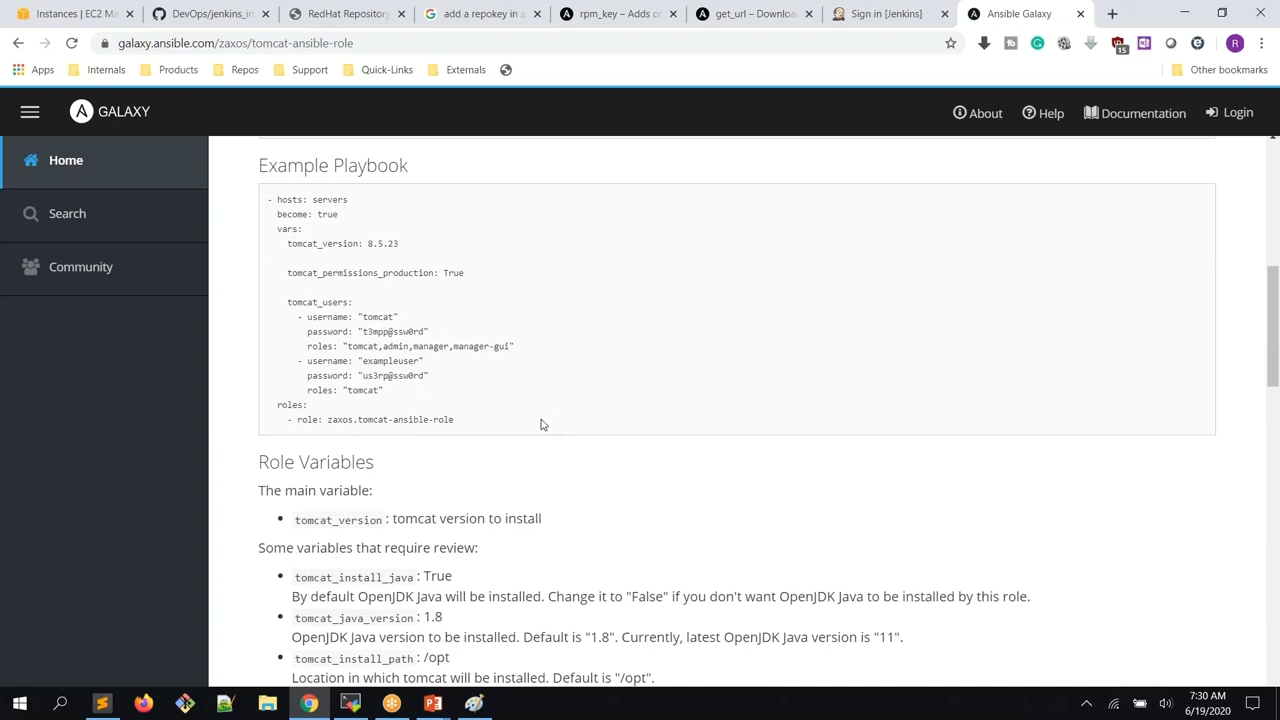 Instances | EC2 Ma
DevOps/jenkins_in
RedHat Repository
add a repokey in a
rpm_key – Adds o
get_url – Downloa
Sign in [Jenkins]
Ansible Galaxy
galaxy.ansible.com/zaxos/tomcat-ansible-role
15
R
Apps
Internals
Products
Repos
Support
Quick-Links
Externals
Other bookmarks
A GALAXY
About
Help
Documentation
Login
Home
Search
Community
Example Playbook
- hosts: servers
become: true
vars:
tomcat_version: 8.5.23
tomcat_permissions_production: True
tomcat_users:
- username: "tomcat"
password: "t3mpp@ssw0rd"
roles: "tomcat,admin,manager,manager-gui"
- username: "exampleuser"
password: "us3rp@ssw0rd"
roles: "tomcat"
roles:
- role: zaxos.tomcat-ansible-role
Role Variables
The main variable:
• tomcat_version : tomcat version to install
Some variables that require review:
• tomcat_install_java : True
By default OpenJDK Java will be installed. Change it to "False" if you don't want OpenJDK Java to be installed by this role.
• tomcat_java_version : 1.8
OpenJDK Java version to be installed. Default is "1.8". Currently, latest OpenJDK Java version is "11".
• tomcat_install_path : /opt
Location in which tomcat will be installed. Default is "/opt".
7:30 AM
6/19/2020